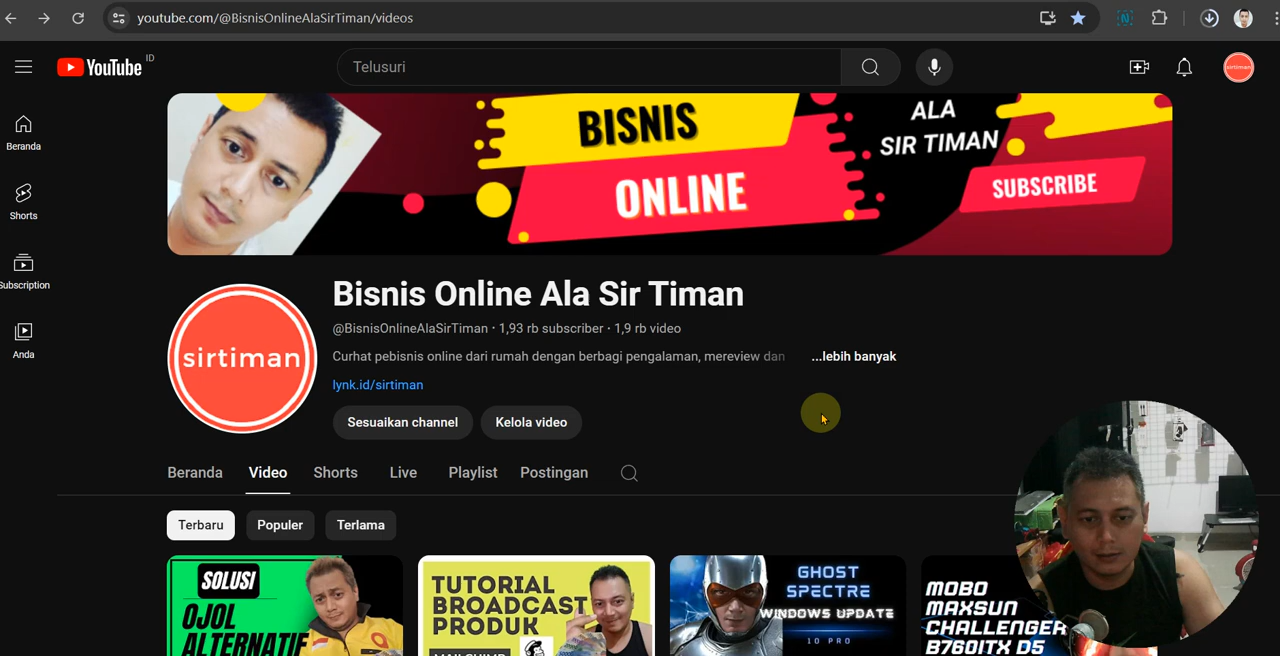 youtube.com/@BisnisOnlineAlaSirTiman/videos
YouTube ID
Telusuri
sirtiman
Beranda
Shorts
Subscription
Anda
BISNIS
ONLINE
ALA
SIR TIMAN
SUBSCRIBE
sirtiman
Bisnis Online Ala Sir Timan
@BisnisOnlineAlaSirTiman · 1,93 rb subscriber · 1,9 rb video
Curhat pebisnis online dari rumah dengan berbagi pengalaman, mereview dan ...lebih banyak
lynk.id/sirtiman
Sesuaikan channel Kelola video
Beranda Video Shorts Live Playlist Postingan
Terbaru Populer Terlama
SOLUSI
OJOL
ALTERNATIF
TUTORIAL
BROADCAST
PRODUK
MAILCHIMP
GHOST
SPECTRE
WINDOWS UPDATE
10 PRO
MOBO
MAXSUN
CHALLENGER
B760ITX D5